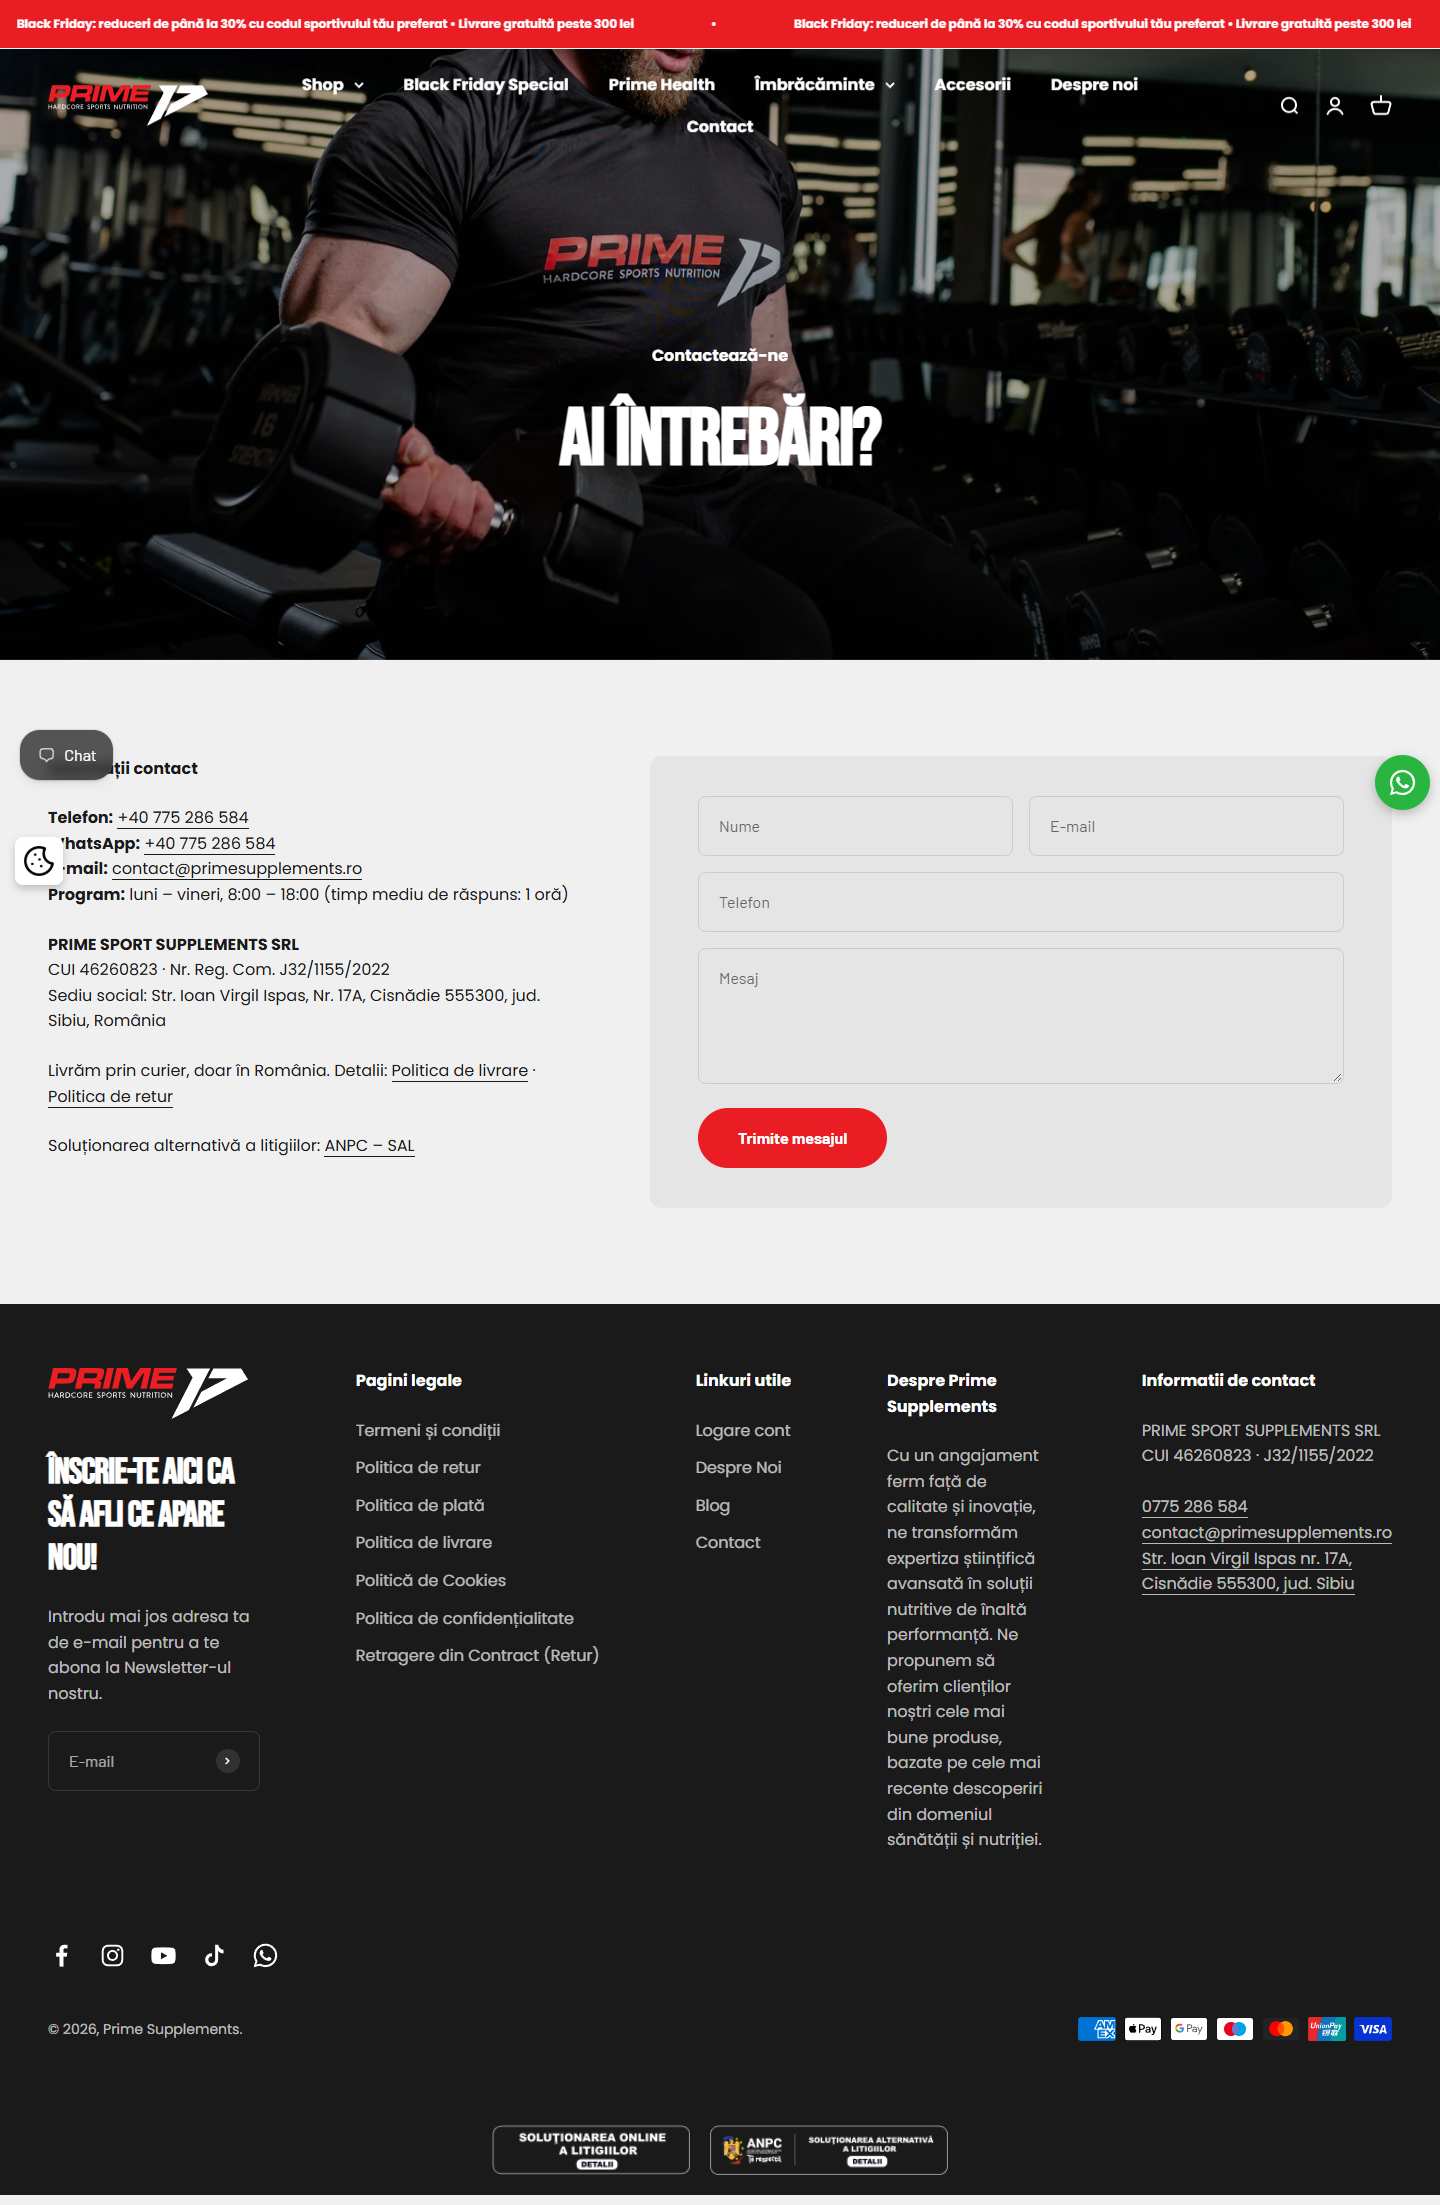 Black Friday: reduceri de până la 30% cu codul sportivului tău preferat • Livrare gratuită peste 300 lei • Black Friday: reduceri de până la 30% cu codul sportivului tău preferat • Livrare gratuită peste 300 lei
PRIME
HARDCORE SPORTS NUTRITION
Shop Black Friday Special Prime Health Îmbrăcăminte Accesorii Despre noi
Contact
PRIME
HARDCORE SPORTS NUTRITION
Contactează-ne
AI ÎNTREBĂRI?
Chat
ții contact
Telefon: +40 775 286 584
hatsApp: +40 775 286 584
-mail: contact@primesupplements.ro
Program: luni – vineri, 8:00 – 18:00 (timp mediu de răspuns: 1 oră)
PRIME SPORT SUPPLEMENTS SRL
CUI 46260823 · Nr. Reg. Com. J32/1155/2022
Sediu social: Str. Ioan Virgil Ispas, Nr. 17A, Cisnădie 555300, jud.
Sibiu, România
Livrăm prin curier, doar în România. Detalii: Politica de livrare ·
Politica de retur
Soluționarea alternativă a litigiilor: ANPC – SAL
Nume
E-mail
Telefon
Mesaj
Trimite mesajul
PRIME
HARDCORE SPORTS NUTRITION
ÎNSCRIE-TE AICI CA
SĂ AFLI CE APARE
NOU!
Introdu mai jos adresa ta
de e-mail pentru a te
abona la Newsletter-ul
nostru.
E-mail
Pagini legale
Termeni și condiții
Politica de retur
Politica de plată
Politica de livrare
Politică de Cookies
Politica de confidențialitate
Retragere din Contract (Retur)
Linkuri utile
Logare cont
Despre Noi
Blog
Contact
Despre Prime
Supplements
Cu un angajament
ferm față de
calitate și inovație,
ne transformăm
expertiza științifică
avansată în soluții
nutritive de înaltă
performanță. Ne
propunem să
oferim clienților
noștri cele mai
bune produse,
bazate pe cele mai
recente descoperiri
din domeniul
sănătății și nutriției.
Informatii de contact
PRIME SPORT SUPPLEMENTS SRL
CUI 46260823 · J32/1155/2022
0775 286 584
contact@primesupplements.ro
Str. Ioan Virgil Ispas nr. 17A,
Cisnădie 555300, jud. Sibiu
© 2026, Prime Supplements.
AMEX Pay G Pay UnionPay 银联 VISA
SOLUȚIONAREA ONLINE
A LITIGIILOR
DETALII
ANPC
Te respectă
SOLUȚIONAREA ALTERNATIVĂ
A LITIGIILOR
DETALII